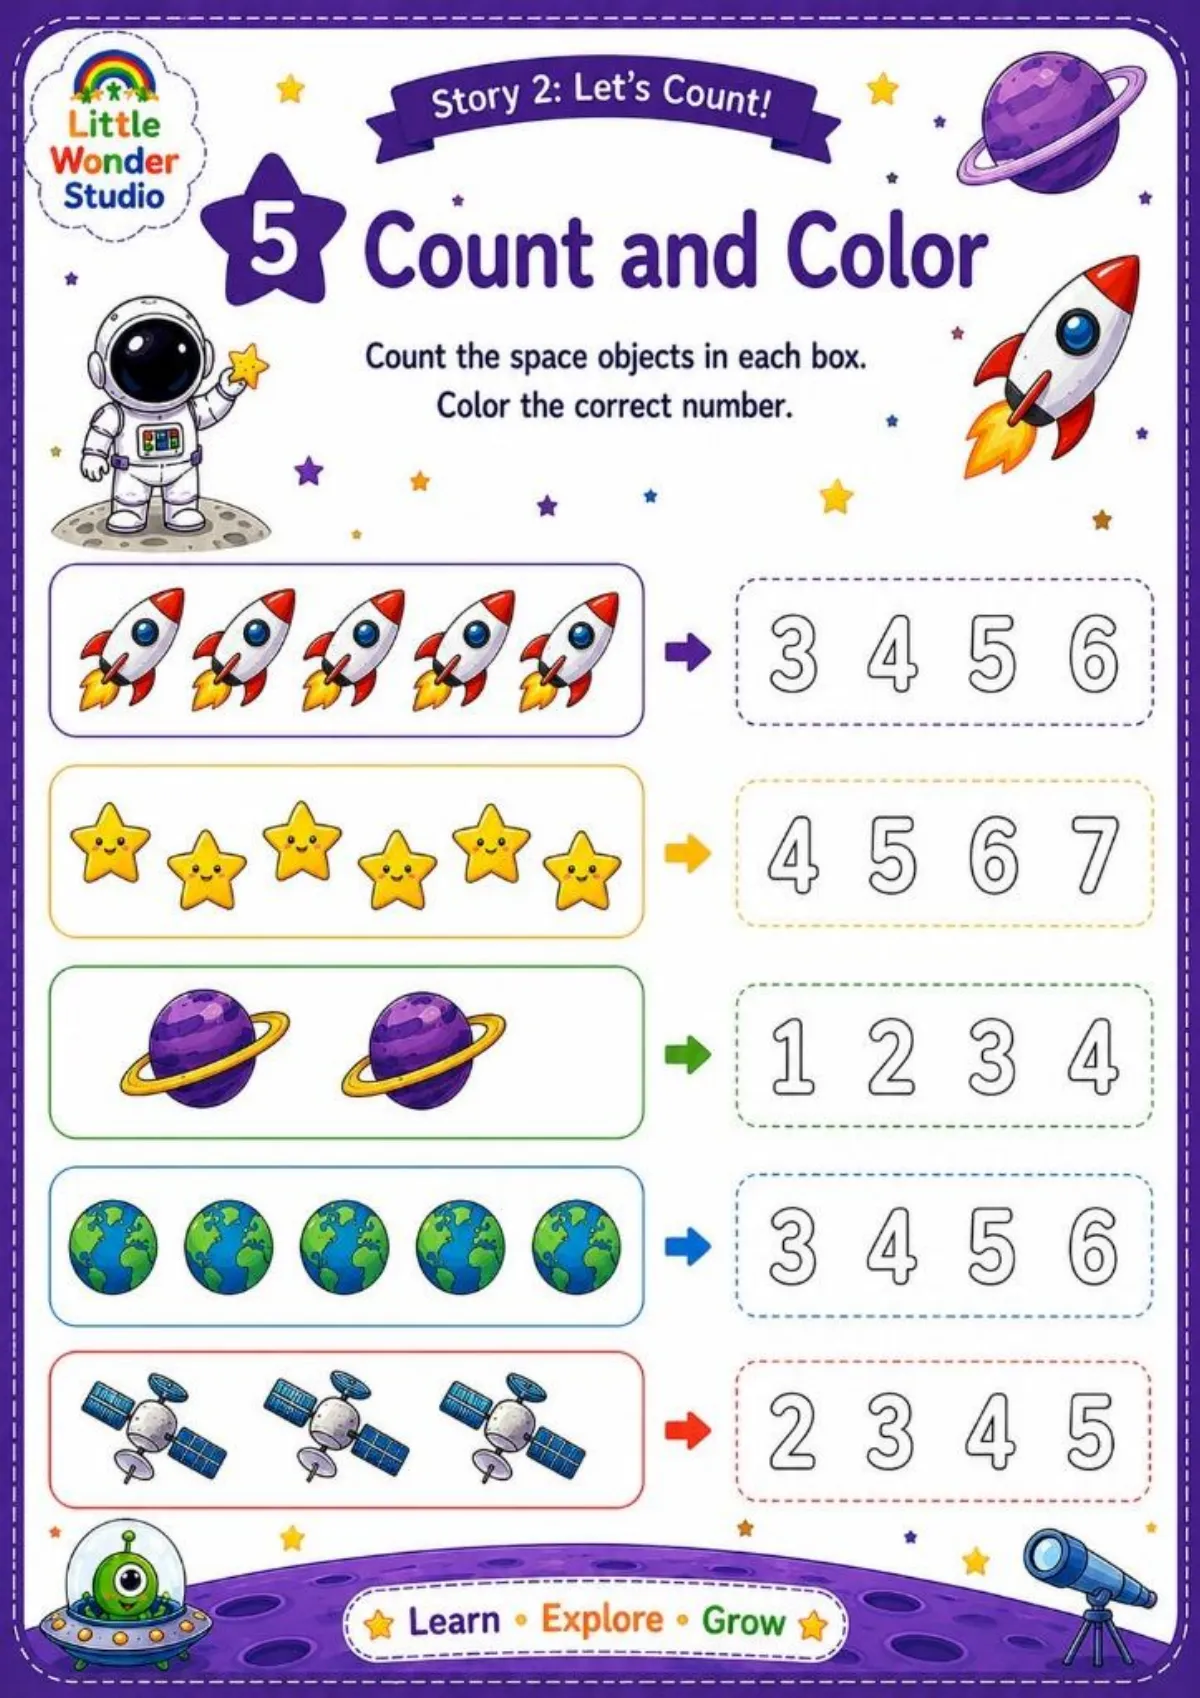 Little
Wonder
Studio
Story 2: Let's Count!
5 Count and Color
Count the space objects in each box.
Color the correct number.
3 4 5 6
4 5 6 7
1 2 3 4
3 4 5 6
2 3 4 5
Learn • Explore • Grow